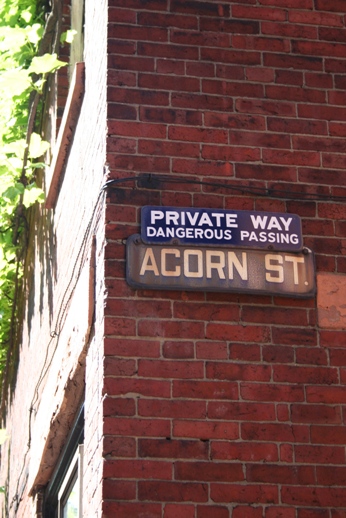 PRIVATE WAY
DANGEROUS PASSING
ACORN ST.